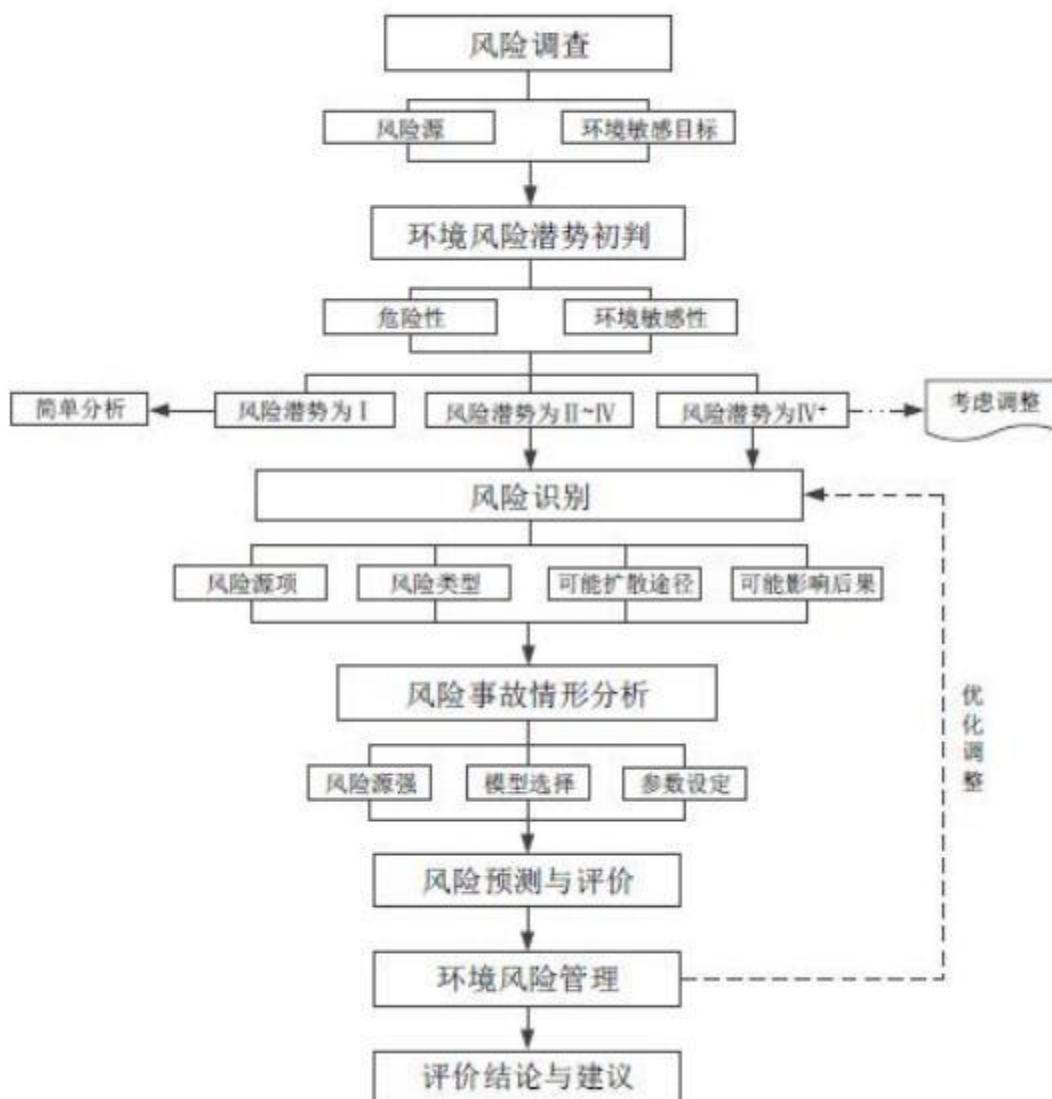 风险调查
风险源
环境敏感目标
环境风险潜势初判
危险性
环境敏感性
简单分析
风险潜势为Ⅰ
风险潜势为Ⅱ~Ⅳ
风险潜势为Ⅳ+
考虑调整
风险识别
风险源项
风险类型
可能扩散途径
可能影响后果
风险事故情形分析
优化调整
风险源强
模型选择
参数设定
风险预测与评价
环境风险管理
评价结论与建议